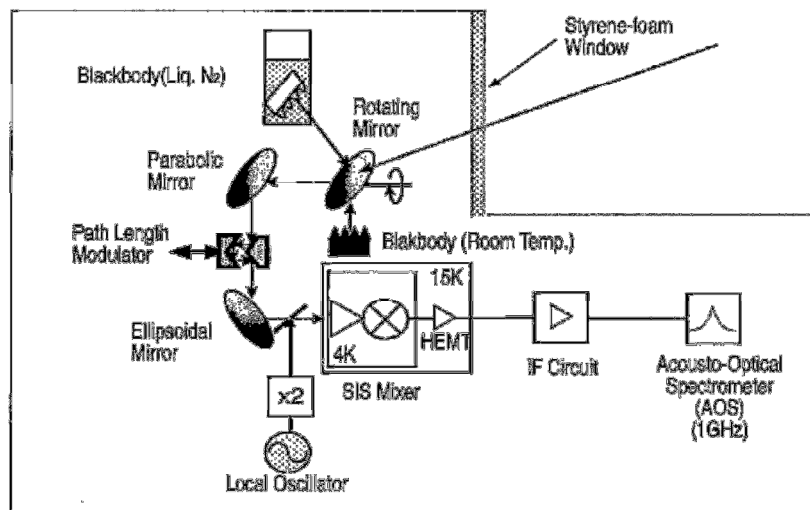 Styrene-foam
Window
Blackbody(Liq. N₂)
Rotating
Mirror
Parabolic
Mirror
Path Length
Modulator
Blakbody (Room Temp.)
15K
Ellipsoidal
Mirror
4K
HEMT
SIS Mixer
IF Circuit
Acousto-Optical
Spectrometer
(AOS)
(1GHz)
x2
Local Oscillator